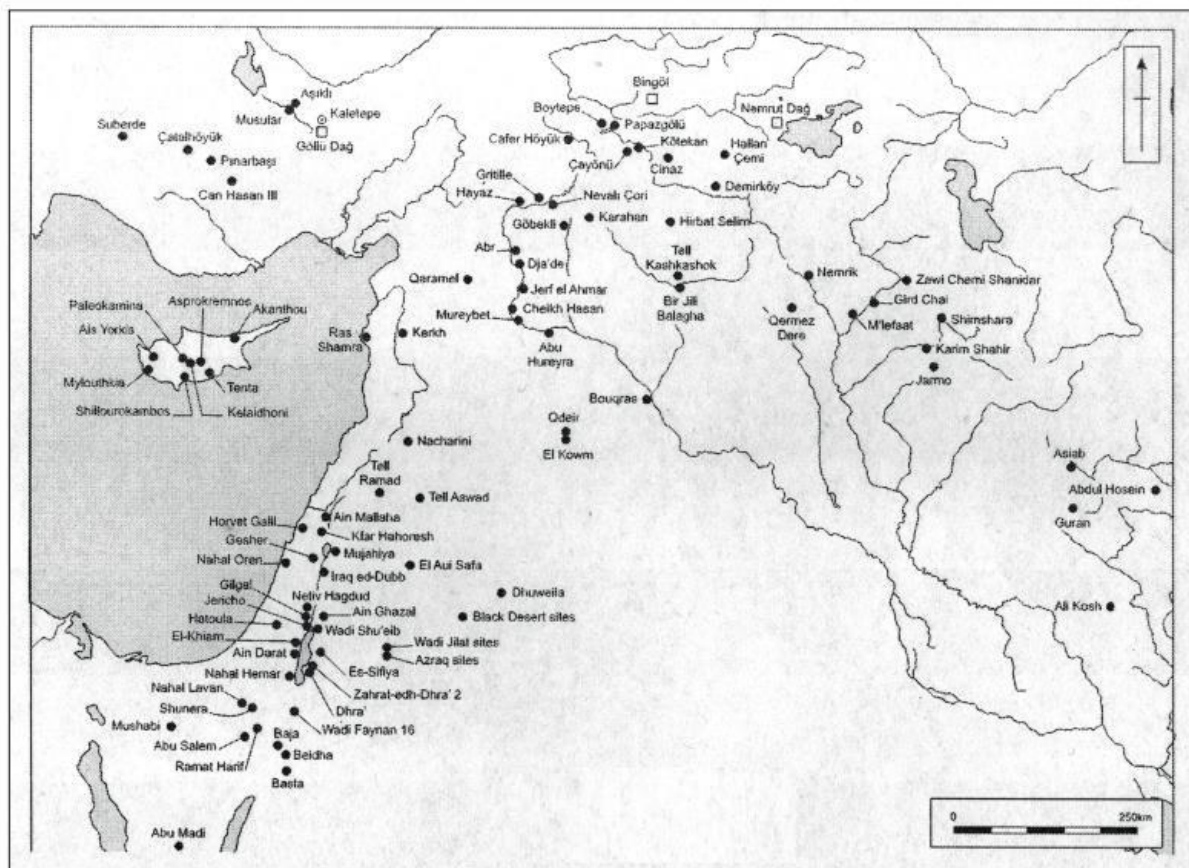 Aşıklı
Musular
Kaletepe
Göllü Dağ
Suberde
Çatalhöyük
Pınarbaşı
Can Hasan III
Bingöl
Boytepe
Papazgölü
Nemrut Dağ
Cafer Höyük
Kötekan
Çayönü
Cinaz
Hallan
Çemi
Demirköy
Gritille
Hayaz
Nevalı Çori
Göbekli
Karahan
Hirbat Selim
Abr
Dja'de
Tell
Kashkashok
Qaramel
Jerf el Ahmar
Cheikh Hasan
Mureybet
Abu
Hureyra
Bir Jili
Balagha
Nemrik
Zawi Chemi Shanidar
Gird Chai
Qermez
Dere
M'lefaat
Shimshara
Karim Shahir
Jarmo
Paleokamina
Asprokremnos
Akanthou
Ais Yorkis
Mylouthkia
Tenta
Shillourokambos
Kelaidhoni
Ras
Shamra
Kerkh
Bouqras
Odeir
El Kowm
Nacharini
Tell
Ramad
Tell Aswad
Asiab
Abdul Hosein
Guran
Ali Kosh
Ain Mallaha
Horvet Galil
Kfar Hahoresh
Gesher
Mujahiya
Nahal Oren
Iraq ed-Dubb
El Aui Safa
Dhuweila
Gilgal
Netiv Hagdud
Jericho
Ain Ghazal
Black Desert sites
Hatoula
Wadi Shu'eib
El-Khiam
Wadi Jilat sites
Ain Darat
Azraq sites
Es-Sifiya
Nahal Hemar
Zahrat-edh-Dhra' 2
Dhra'
Nahal Lavan
Shunera
Wadi Faynan 16
Mushabi
Abu Salem
Baja
Ramat Harif
Beidha
Basta
Abu Madi
0 250km